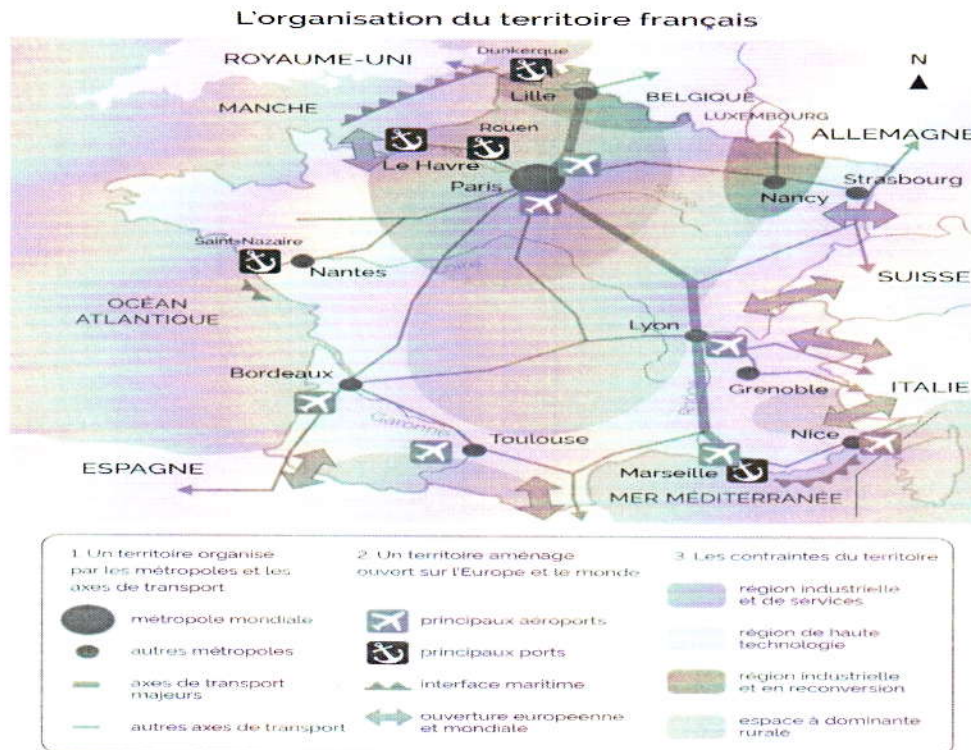 L'organisation du territoire français
Dunkerque
ROYAUME-UNI
N
Lille
MANCHE
BELGIQUE
LUXEMBOURG
Rouen
ALLEMAGNE
Le Havre
Paris
Seine
Strasbourg
Nancy
Saint-Nazaire
Loire
Nantes
SUISSE
OCÉAN
ATLANTIQUE
Lyon
Bordeaux
Grenoble
ITALIE
Garonne
Rhône
Toulouse
Nice
ESPAGNE
Marseille
MER MÉDITERRANÉE
1 Un territoire organisé
par les métropoles et les
axes de transport
métropole mondiale
autres métropoles
axes de transport
majeurs
autres axes de transport
2 Un territoire aménagé
ouvert sur l'Europe et le monde
principaux aéroports
principaux ports
interface maritime
ouverture européenne
et mondiale
3 Les contraintes du territoire
région industrielle
et de services
région de haute
technologie
région industrielle
et en reconversion
espace à dominante
rurale